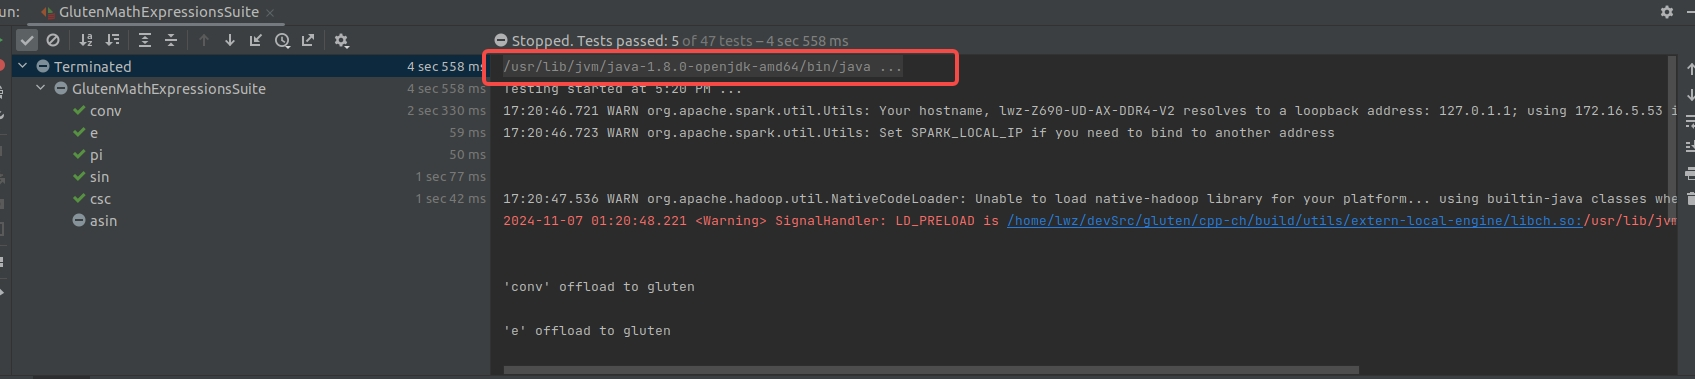 un: GlutenMathExpressionsSuite
Stopped. Tests passed: 5 of 47 tests – 4 sec 558 ms
Terminated 4 sec 558 ms
GlutenMathExpressionsSuite 4 sec 558 ms
conv 2 sec 330 ms
e 59 ms
pi 50 ms
sin 1 sec 77 ms
csc 1 sec 42 ms
asin
/usr/lib/jvm/java-1.8.0-openjdk-amd64/bin/java ...
Testing started at 5:20 PM ...
17:20:46.721 WARN org.apache.spark.util.Utils: Your hostname, lwz-Z690-UD-AX-DDR4-V2 resolves to a loopback address: 127.0.1.1; using 172.16.5.53 i
17:20:46.723 WARN org.apache.spark.util.Utils: Set SPARK_LOCAL_IP if you need to bind to another address
17:20:47.536 WARN org.apache.hadoop.util.NativeCodeLoader: Unable to load native-hadoop library for your platform... using builtin-java classes whe
2024-11-07 01:20:48.221 <Warning> SignalHandler: LD_PRELOAD is /home/lwz/devSrc/gluten/cpp-ch/build/utils/extern-local-engine/libch.so:/usr/lib/jvm
'conv' offload to gluten
'e' offload to gluten